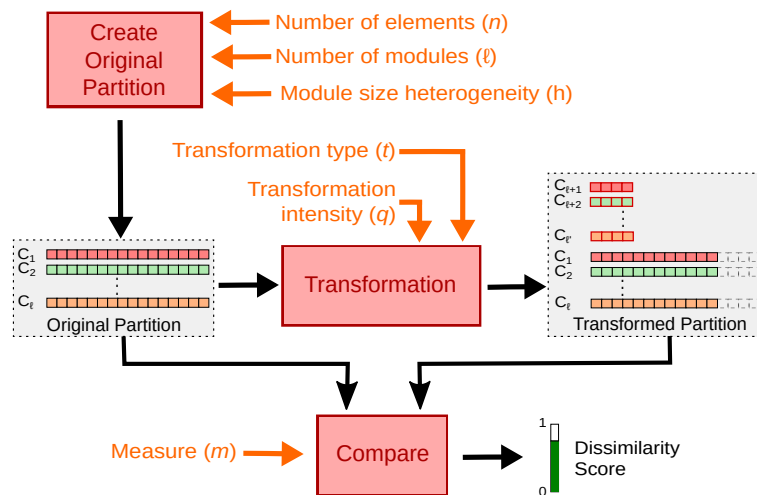 Create
Original
Partition
Number of elements (n)
Number of modules (ℓ)
Module size heterogeneity (h)
Transformation type (t)
Transformation
intensity (q)
C1
C2
Cℓ
Original Partition
Transformation
Cℓ+1
Cℓ+2
Cℓ'
C1
C2
Cℓ
Transformed Partition
Measure (m)
Compare
1
0
Dissimilarity
Score